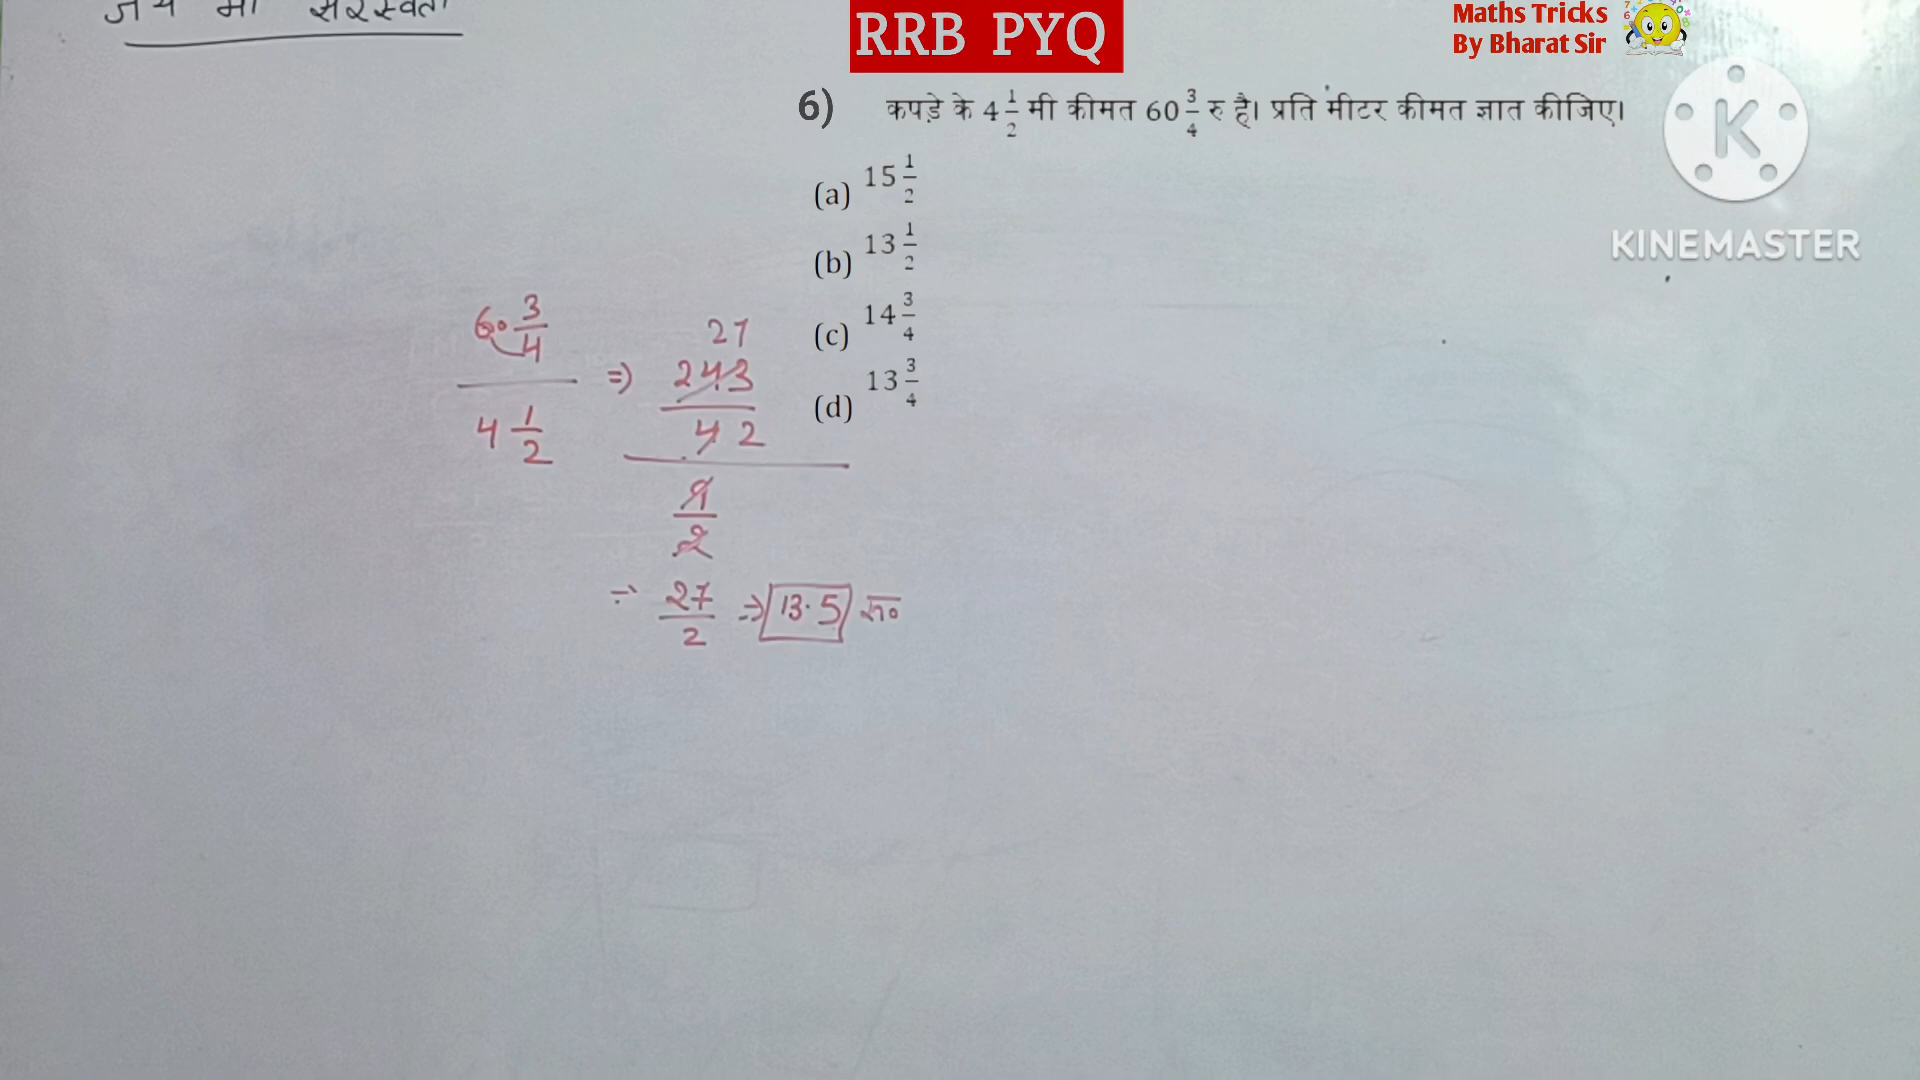 जय माँ सरस्वती
RRB PYQ
Maths Tricks
By Bharat Sir
6) कपड़े के 4 1/2 मी कीमत 60 3/4 रु है। प्रति मीटर कीमत ज्ञात कीजिए।
(a) 15 1/2
(b) 13 1/2
(c) 14 3/4
(d) 13 3/4
KINEMASTER
60 3/4
4 1/2
=> 27
243
4 2
9
2
27/2 => 13.5 रु०